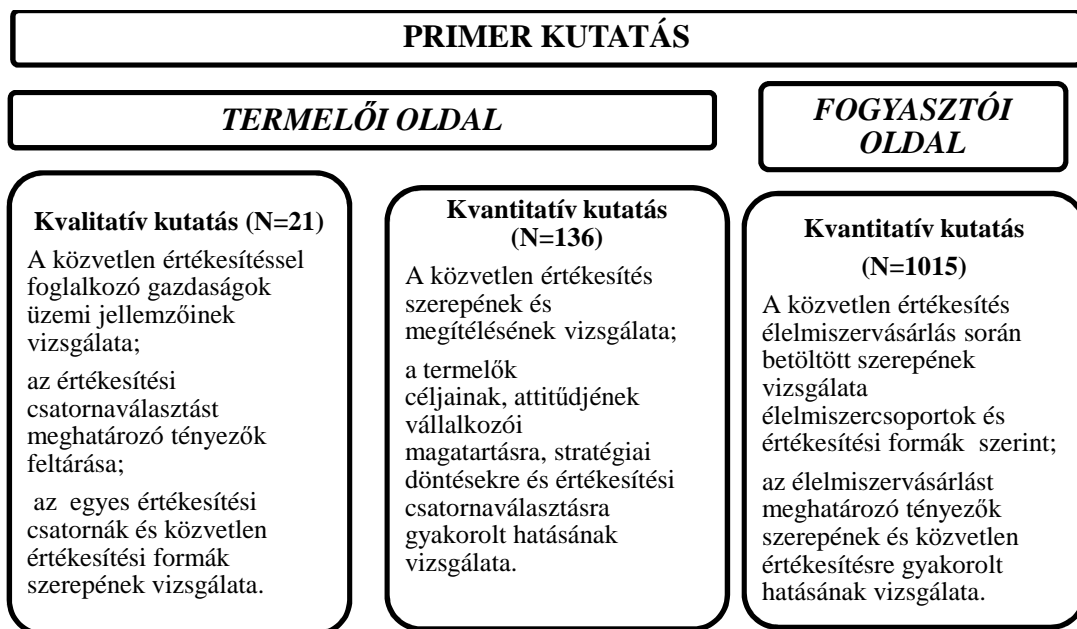 PRIMER KUTATÁS
TERMELŐI OLDAL
FOGYASZTÓI
OLDAL
Kvalitatív kutatás (N=21)
A közvetlen értékesítéssel
foglalkozó gazdaságok
üzemi jellemzőinek
vizsgálata;
az értékesítési
csatornaválasztást
meghatározó tényezők
feltárása;
az egyes értékesítési
csatornák és közvetlen
értékesítési formák
szerepének vizsgálata.
Kvantitatív kutatás
(N=136)
A közvetlen értékesítés
szerepének és
megítélésének vizsgálata;
a termelők
céljainak, attitűdjének
vállalkozói
magatartásra, stratégiai
döntésekre és értékesítési
csatornaválasztásra
gyakorolt hatásának
vizsgálata.
Kvantitatív kutatás
(N=1015)
A közvetlen értékesítés
élelmiszervásárlás során
betöltött szerepének
vizsgálata
élelmiszercsoportok és
értékesítési formák szerint;
az élelmiszervásárlást
meghatározó tényezők
szerepének és közvetlen
értékesítésre gyakorolt
hatásának vizsgálata.